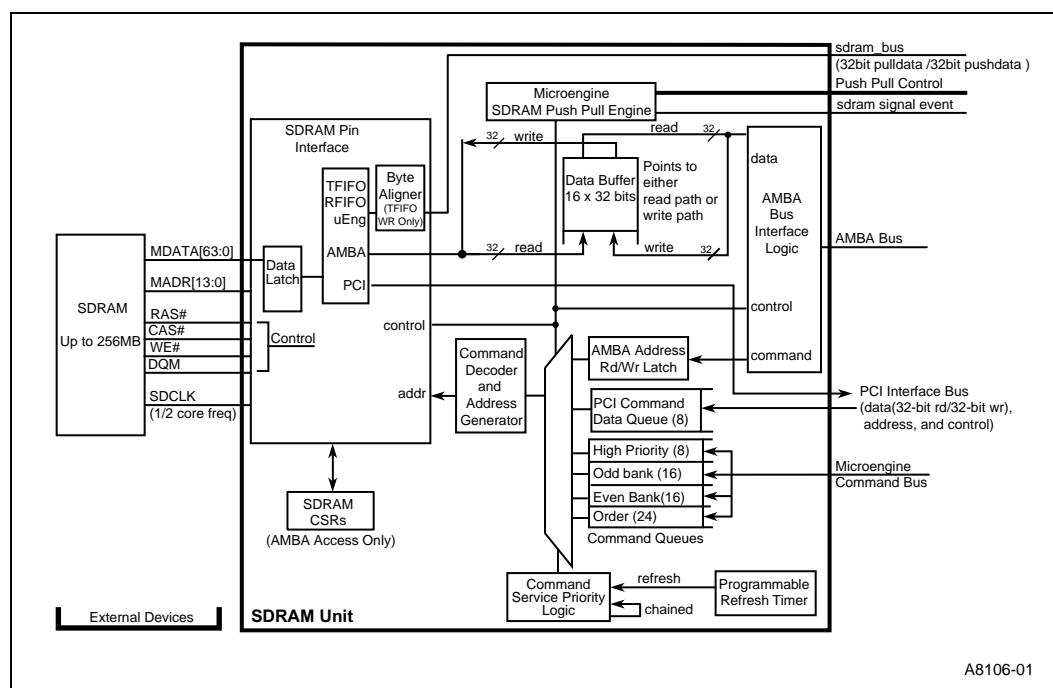 sdram_bus
(32bit pulldata /32bit pushdata )
Push Pull Control
sdram signal event
Microengine
SDRAM Push Pull Engine
SDRAM Pin
Interface
TFIFO
RFIFO
uEng
AMBA
PCI
Byte
Aligner
(TFIFO
WR Only)
32
write
read
32
Data Buffer
16 x 32 bits
Points to
either
read path or
write path
32
read
write
32
data
AMBA
Bus
Interface
Logic
control
command
AMBA Bus
MDATA[63:0]
MADR[13:0]
Data
Latch
SDRAM
Up to 256MB
RAS#
CAS#
WE#
DQM
Control
SDCLK
(1/2 core freq)
control
addr
Command
Decoder
and
Address
Generator
AMBA Address
Rd/Wr Latch
PCI Command
Data Queue (8)
PCI Interface Bus
(data(32-bit rd/32-bit wr),
address, and control)
High Priority (8)
Odd bank (16)
Even Bank(16)
Order (24)
Command Queues
Microengine
Command Bus
SDRAM
CSRs
(AMBA Access Only)
Command
Service Priority
Logic
refresh
chained
Programmable
Refresh Timer
External Devices
SDRAM Unit
A8106-01